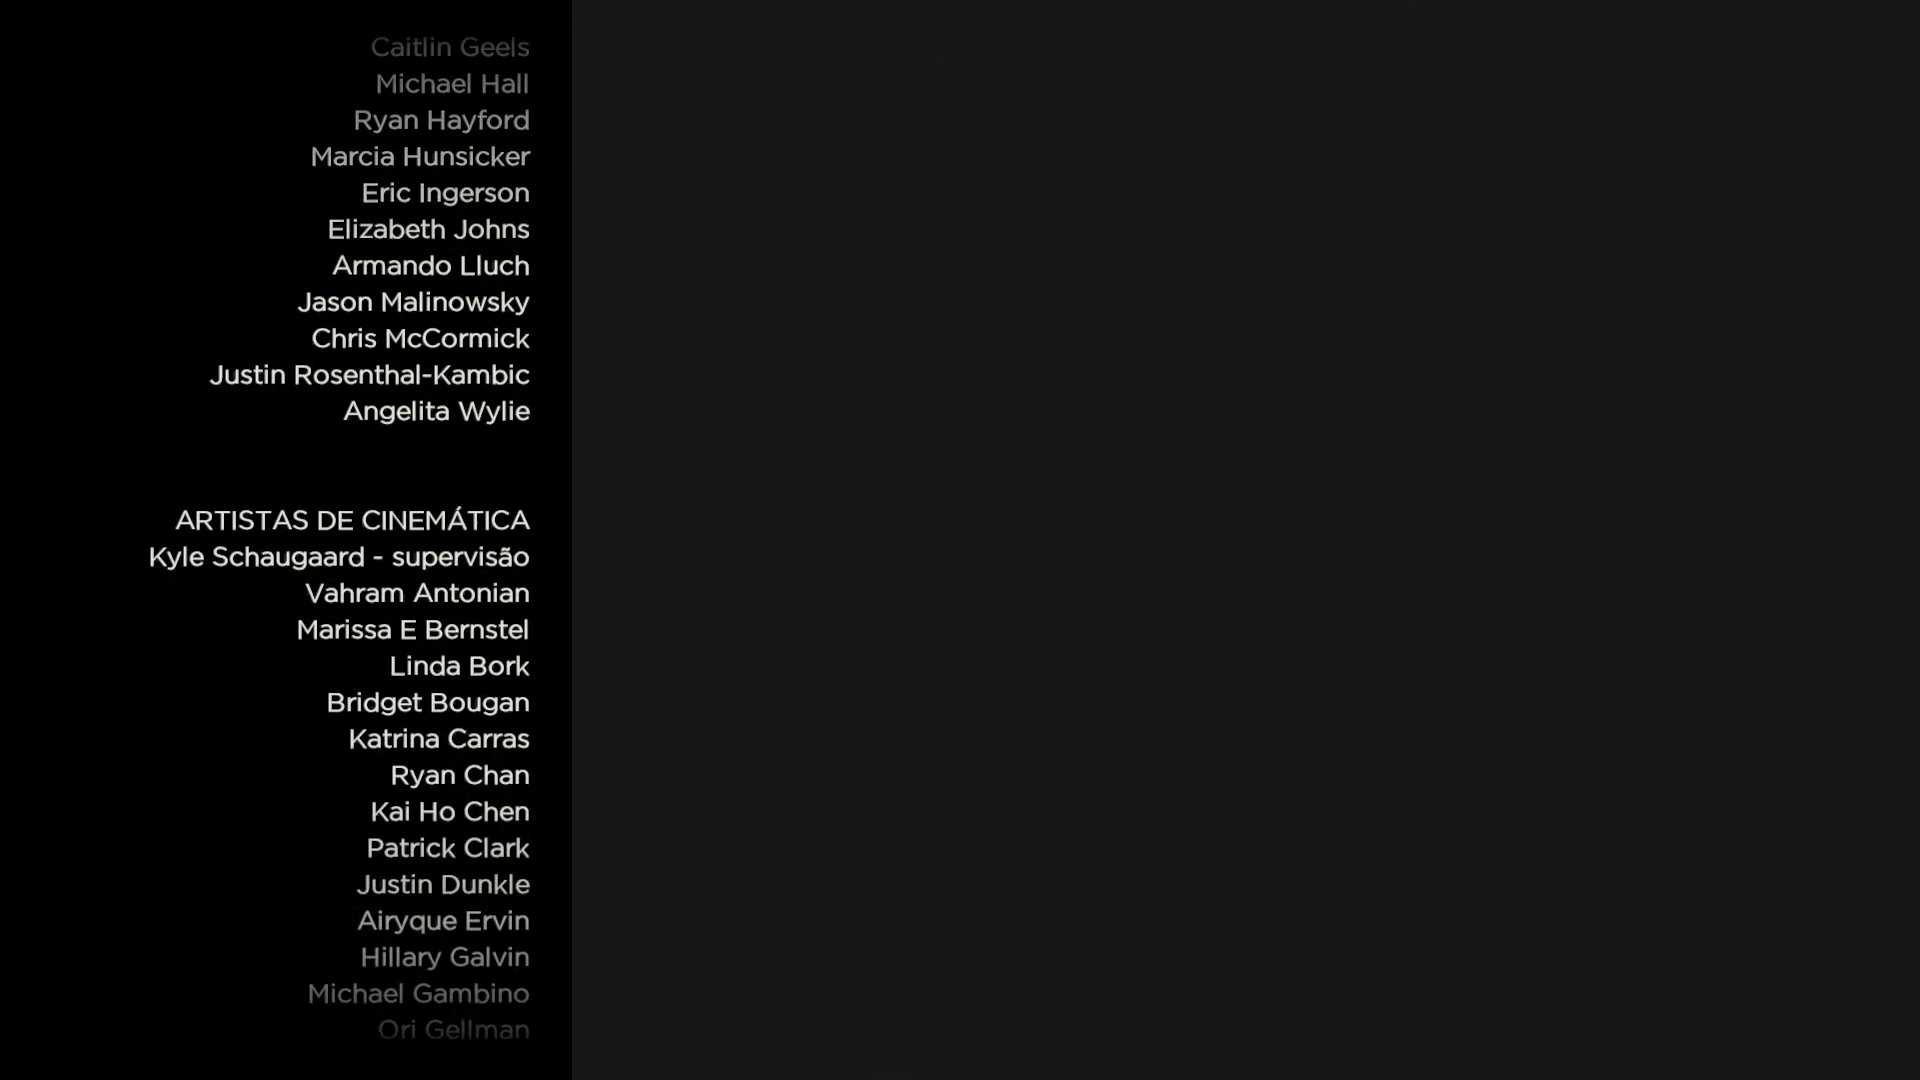 Caitlin Geels
Michael Hall
Ryan Hayford
Marcia Hunsicker
Eric Ingerson
Elizabeth Johns
Armando Lluch
Jason Malinowsky
Chris McCormick
Justin Rosenthal-Kambic
Angelita Wylie
ARTISTAS DE CINEMÁTICA
Kyle Schaugaard - supervisão
Vahram Antonian
Marissa E Bernstel
Linda Bork
Bridget Bougan
Katrina Carras
Ryan Chan
Kai Ho Chen
Patrick Clark
Justin Dunkle
Airyque Ervin
Hillary Galvin
Michael Gambino
Ori Gellman